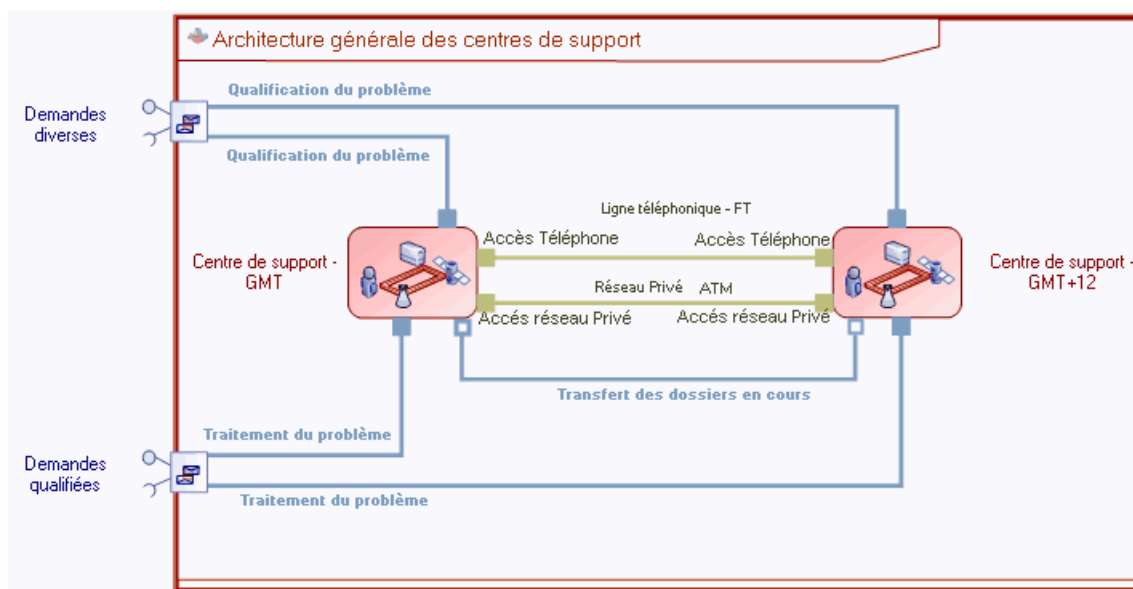 Architecture générale des centres de support
Qualification du problème
Demandes
diverses
Qualification du problème
Ligne téléphonique - FT
Accès Téléphone
Accès Téléphone
Centre de support -
GMT
Centre de support -
GMT+12
Réseau Privé ATM
Accés réseau Privé
Accés réseau Privé
Transfert des dossiers en cours
Traitement du problème
Demandes
qualifiées
Traitement du problème